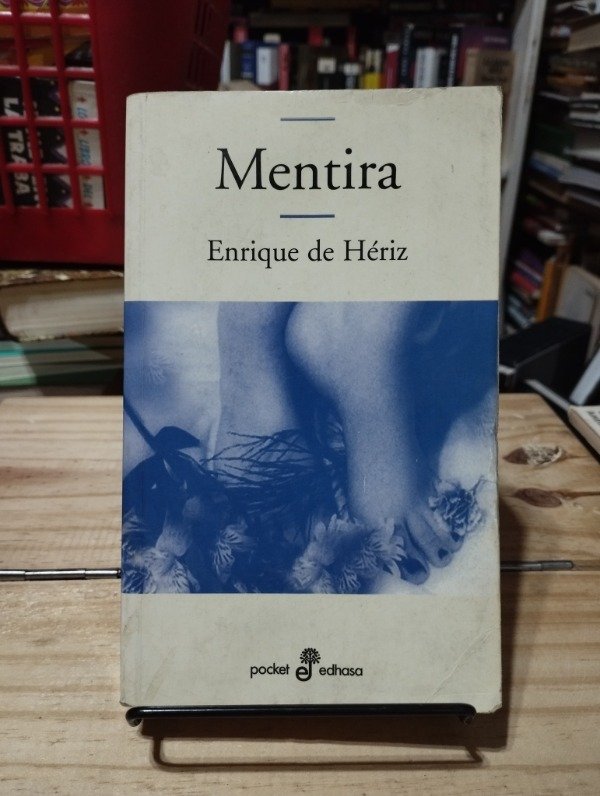 Mentira
Enrique de Hériz
pocket edhasa